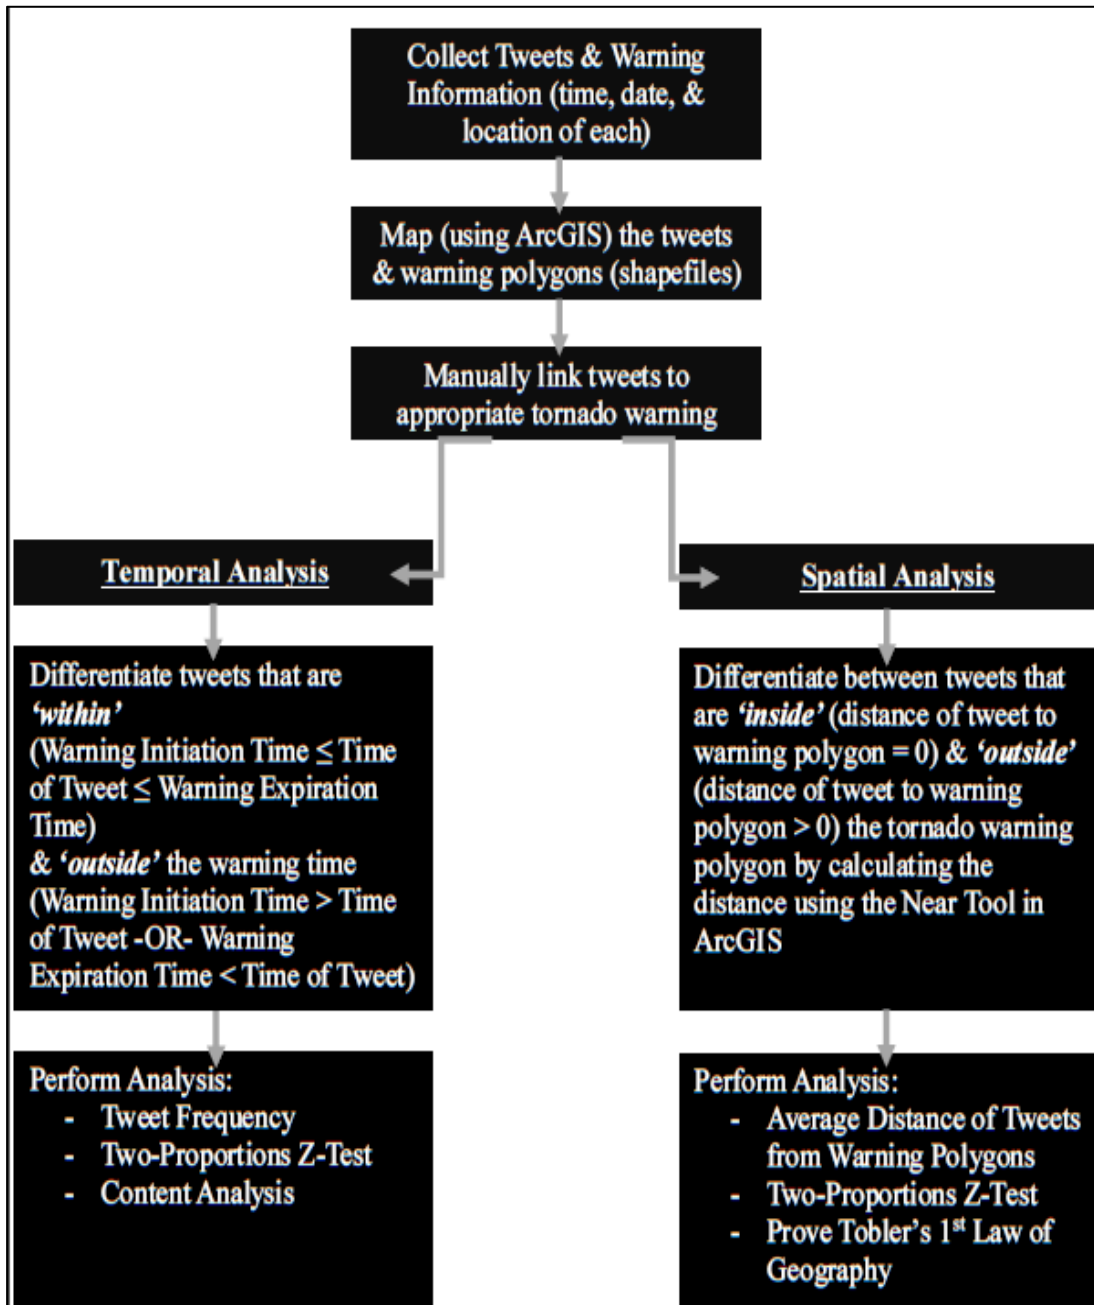 Collect Tweets & Warning
Information (time, date, &
location of each)
Map (using ArcGIS) the tweets
& warning polygons (shapefiles)
Manually link tweets to
appropriate tornado warning
Temporal Analysis
Differentiate tweets that are
‘within’
(Warning Initiation Time ≤ Time
of Tweet ≤ Warning Expiration
Time)
& ‘outside’ the warning time
(Warning Initiation Time > Time
of Tweet -OR- Warning
Expiration Time < Time of Tweet)
Perform Analysis:
- Tweet Frequency
- Two-Proportions Z-Test
- Content Analysis
Spatial Analysis
Differentiate between tweets that
are ‘inside’ (distance of tweet to
warning polygon = 0) & ‘outside’
(distance of tweet to warning
polygon > 0) the tornado warning
polygon by calculating the
distance using the Near Tool in
ArcGIS
Perform Analysis:
- Average Distance of Tweets
from Warning Polygons
- Two-Proportions Z-Test
- Prove Tobler’s 1st Law of
Geography